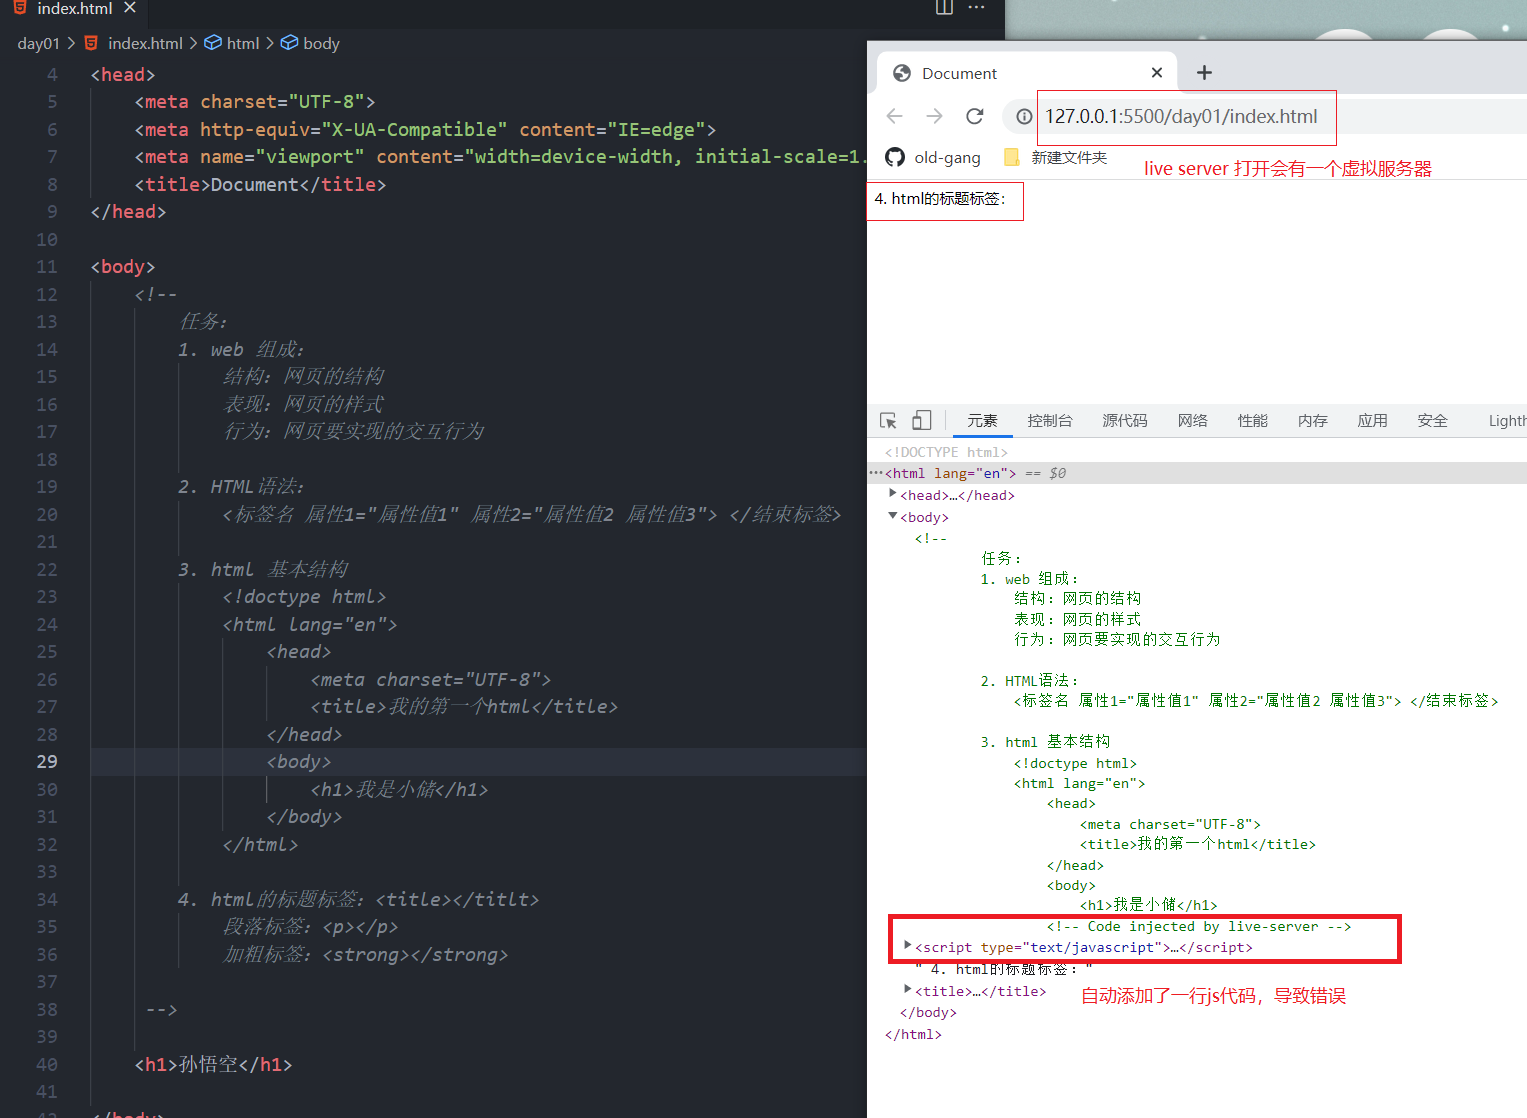 index.html
day01 > index.html > html > body
4 <head>
5 <meta charset="UTF-8">
6 <meta http-equiv="X-UA-Compatible" content="IE=edge">
7 <meta name="viewport" content="width=device-width, initial-scale=1.
8 <title>Document</title>
9 </head>
10
11 <body>
12 <!--
13 任务：
14 1. web 组成：
15 结构：网页的结构
16 表现：网页的样式
17 行为：网页要实现的交互行为
18
19 2. HTML语法：
20 <标签名 属性1="属性值1" 属性2="属性值2 属性值3"> </结束标签>
21
22 3. html 基本结构
23 <!doctype html>
24 <html lang="en">
25 <head>
26 <meta charset="UTF-8">
27 <title>我的第一个html</title>
28 </head>
29 <body>
30 <h1>我是小储</h1>
31 </body>
32 </html>
33
34 4. html的标题标签：<title></titlt>
35 段落标签：<p></p>
36 加粗标签：<strong></strong>
37
38 -->
39
40 <h1>孙悟空</h1>
41
</body>
Document
127.0.0.1:5500/day01/index.html
old-gang 新建文件夹
live server 打开会有一个虚拟服务器
4. html的标题标签：
元素 控制台 源代码 网络 性能 内存 应用 安全 Lighth
<!DOCTYPE html>
···<html lang="en"> == $0
<head>…</head>
<body>
<!--
任务：
1. web 组成：
结构：网页的结构
表现：网页的样式
行为：网页要实现的交互行为
2. HTML语法：
<标签名 属性1="属性值1" 属性2="属性值2 属性值3"> </结束标签>
3. html 基本结构
<!doctype html>
<html lang="en">
<head>
<meta charset="UTF-8">
<title>我的第一个html</title>
</head>
<body>
<h1>我是小储</h1>
<!-- Code injected by live-server -->
<script type="text/javascript">…</script>
" 4. html的标题标签："
<title>…</title>
自动添加了一行js代码，导致错误
</body>
</html>